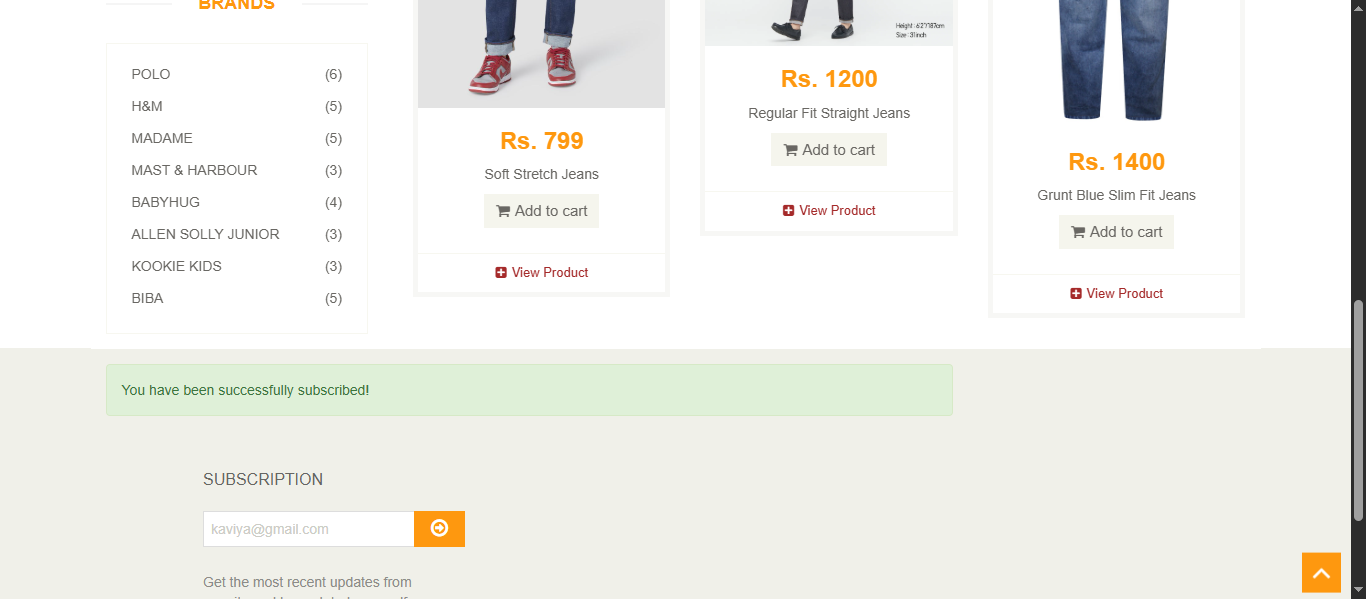 BRANDS
POLO (6)
H&M (5)
MADAME (5)
MAST & HARBOUR (3)
BABYHUG (4)
ALLEN SOLLY JUNIOR (3)
KOOKIE KIDS (3)
BIBA (5)
Rs. 799
Soft Stretch Jeans
Add to cart
View Product
Height : 6'2"/187cm
Size : 31inch
Rs. 1200
Regular Fit Straight Jeans
Add to cart
View Product
Rs. 1400
Grunt Blue Slim Fit Jeans
Add to cart
View Product
You have been successfully subscribed!
SUBSCRIPTION
kaviya@gmail.com
Get the most recent updates from